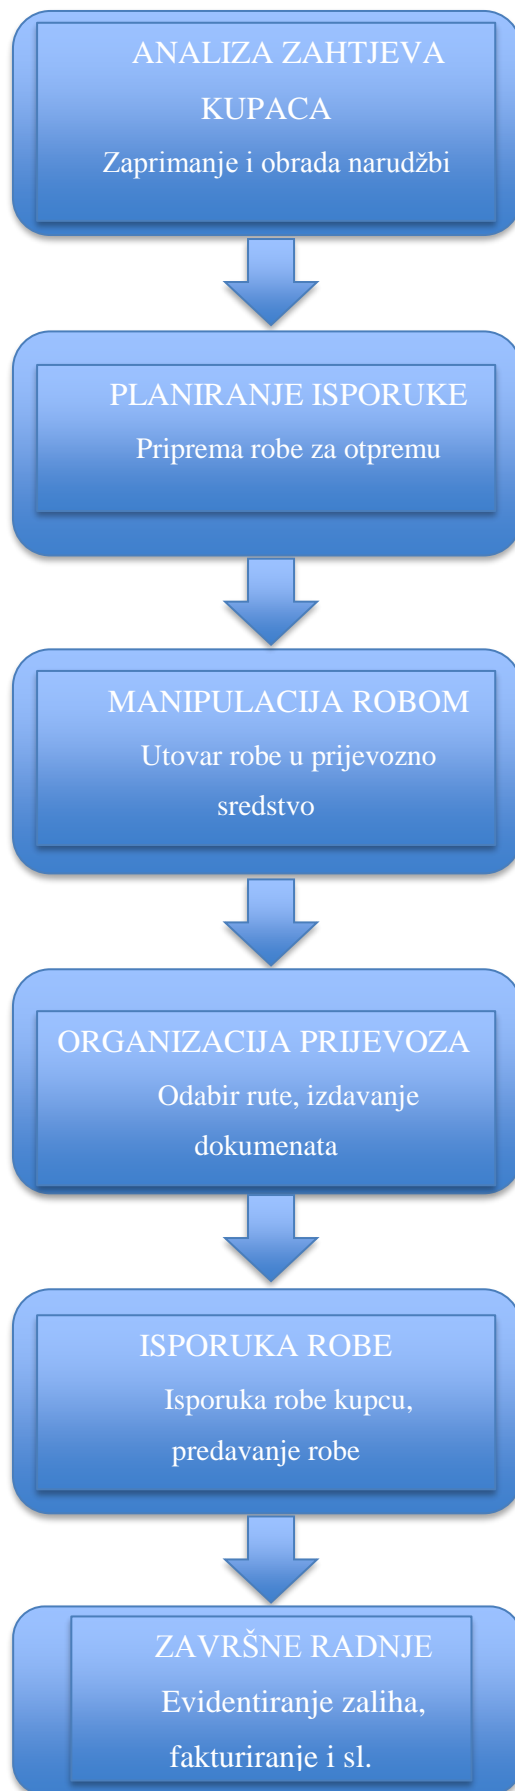 ANALIZA ZAHTJEVA
KUPACA
Zaprimanje i obrada narudžbi
PLANIRANJE ISPORUKE
Priprema robe za otpremu
MANIPULACIJA ROBOM
Utovar robe u prijevozno
sredstvo
ORGANIZACIJA PRIJEVOZA
Odabir rute, izdavanje
dokumenata
ISPORUKA ROBE
Isporuka robe kupcu,
predavanje robe
ZAVRŠNE RADNJE
Evidentiranje zaliha,
fakturiranje i sl.